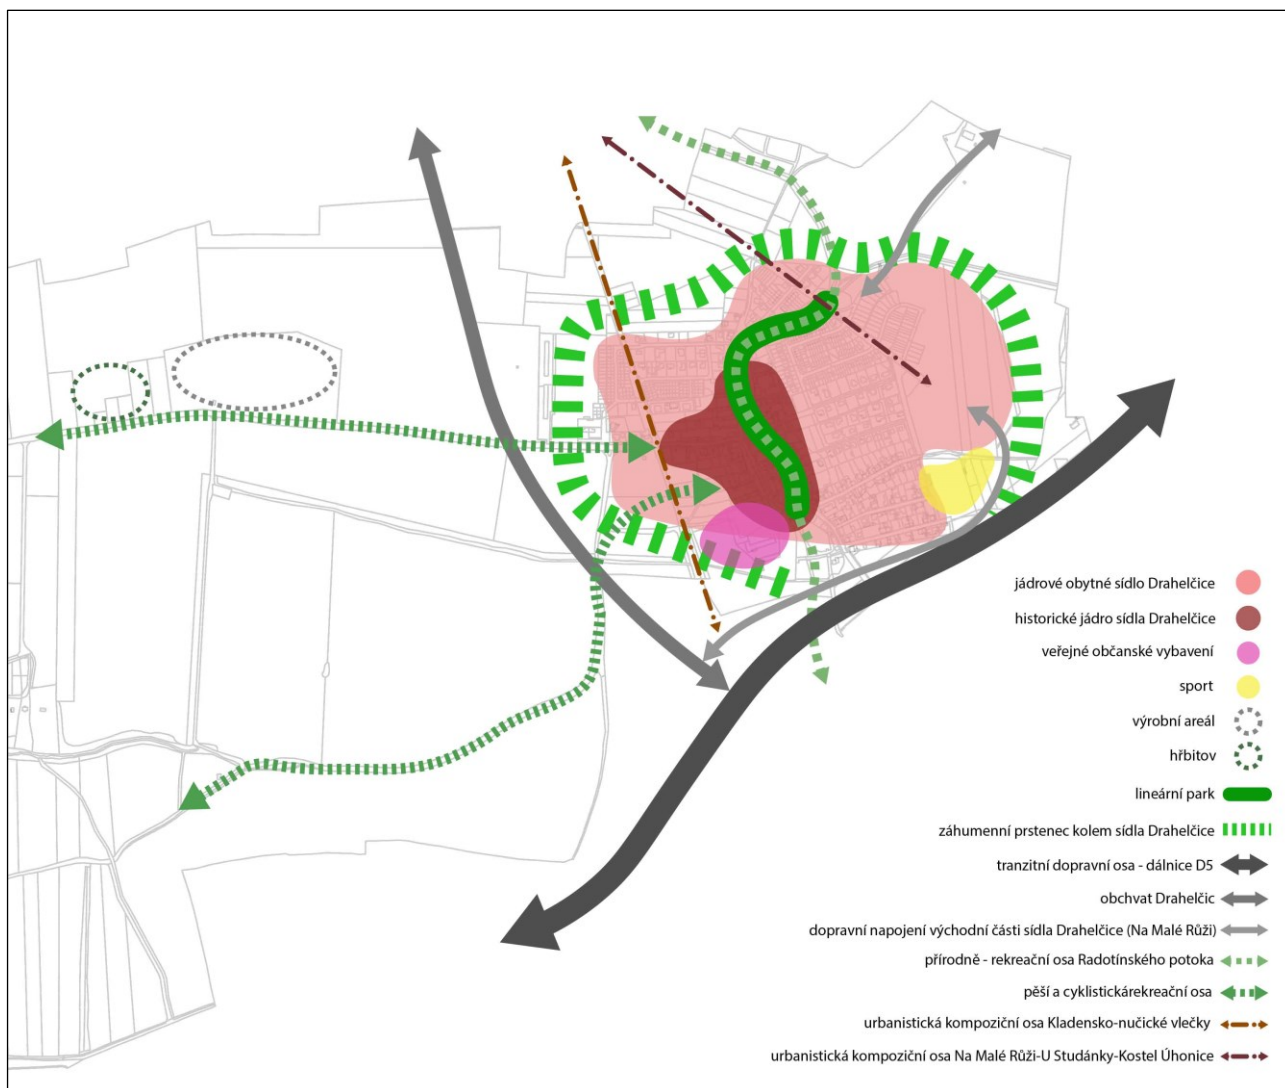 jádrové obytné sídlo Drahelčice
historické jádro sídla Drahelčice
veřejné občanské vybavení
sport
výrobní areál
hřbitov
lineární park
záhumenní prstenec kolem sídla Drahelčice
tranzitní dopravní osa - dálnice D5
obchvat Drahelčic
dopravní napojení východní části sídla Drahelčice (Na Malé Růži)
přírodně - rekreační osa Radotínského potoka
pěší a cyklistickárekreační osa
urbanistická kompoziční osa Kladensko-nučické vlečky
urbanistická kompoziční osa Na Malé Růži-U Studánky-Kostel Úhonice